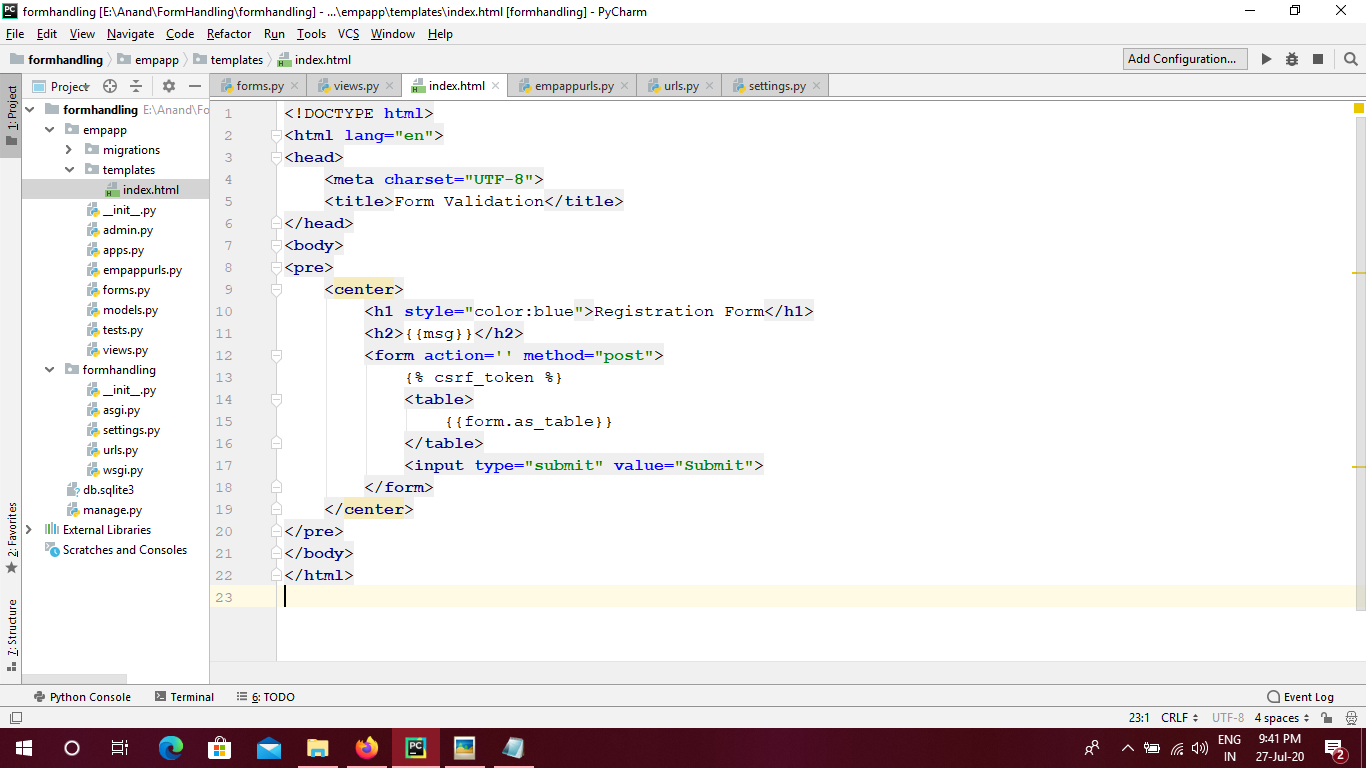 formhandling [E:\Anand\FormHandling\formhandling] - ...\empapp\templates\index.html [formhandling] - PyCharm
File Edit View Navigate Code Refactor Run Tools VCS Window Help
formhandling empapp templates index.html Add Configuration...
Project forms.py views.py index.html empappurls.py urls.py settings.py
1: Project
formhandling E:\Anand\Fo
empapp
migrations
templates
index.html
__init__.py
admin.py
apps.py
empappurls.py
forms.py
models.py
tests.py
views.py
formhandling
__init__.py
asgi.py
settings.py
urls.py
wsgi.py
db.sqlite3
manage.py
External Libraries
Scratches and Consoles
2: Favorites
7: Structure
1 <!DOCTYPE html>
2 <html lang="en">
3 <head>
4 <meta charset="UTF-8">
5 <title>Form Validation</title>
6 </head>
7 <body>
8 <pre>
9 <center>
10 <h1 style="color:blue">Registration Form</h1>
11 <h2>{{msg}}</h2>
12 <form action='' method="post">
13 {% csrf_token %}
14 <table>
15 {{form.as_table}}
16 </table>
17 <input type="submit" value="Submit">
18 </form>
19 </center>
20 </pre>
21 </body>
22 </html>
23
Python Console Terminal 6: TODO Event Log
23:1 CRLF UTF-8 4 spaces
PC
ENG 9:41 PM
IN 27-Jul-20 2